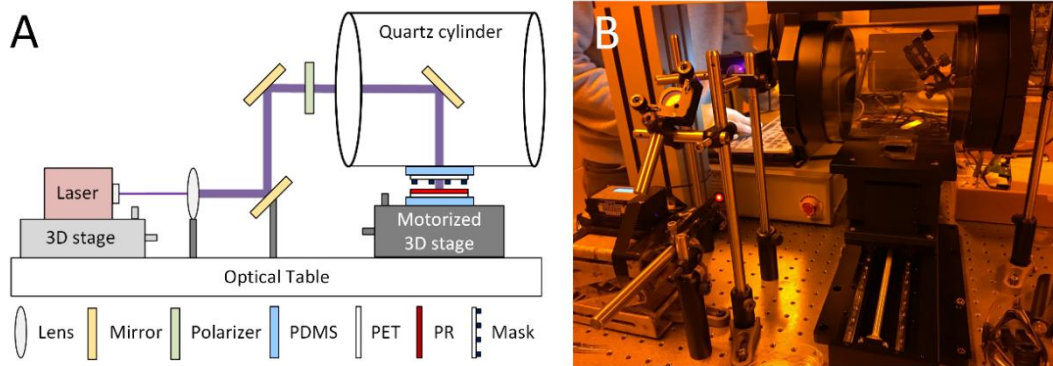 A
Quartz cylinder
Laser
3D stage
Motorized
3D stage
Optical Table
Lens
Mirror
Polarizer
PDMS
PET
PR
Mask
B